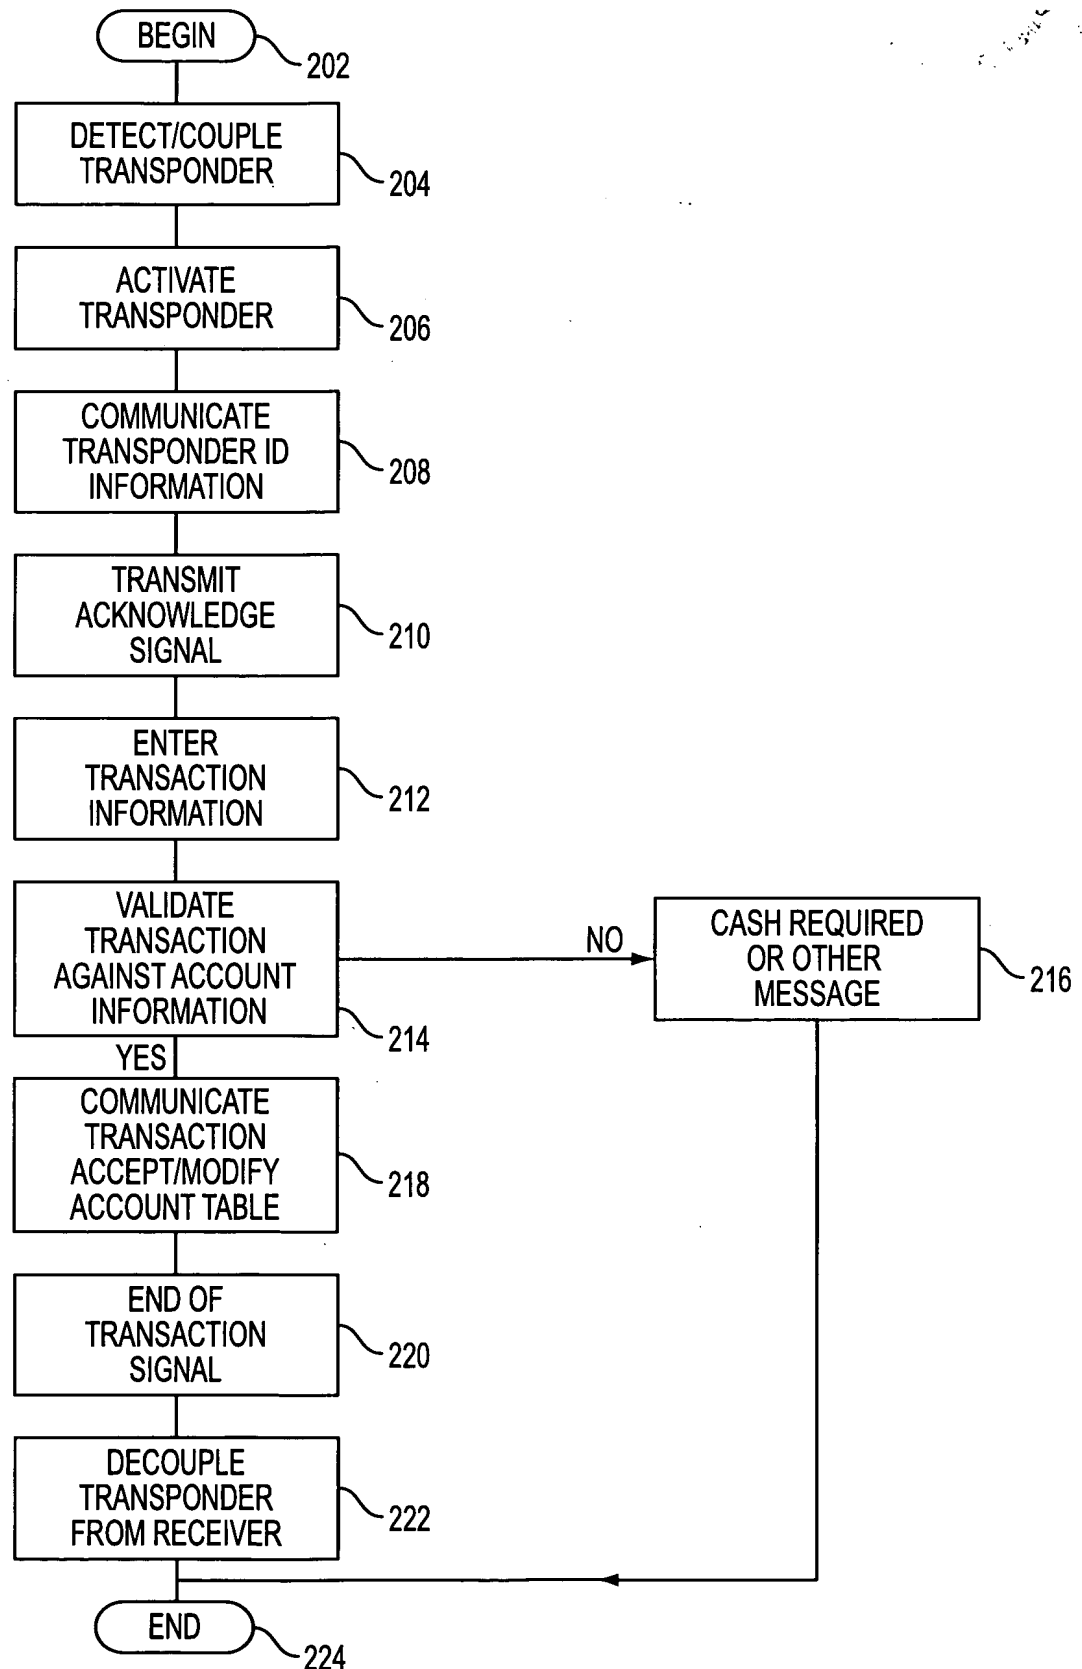 BEGIN
202
DETECT/COUPLE
TRANSPONDER
204
ACTIVATE
TRANSPONDER
206
COMMUNICATE
TRANSPONDER ID
INFORMATION
208
TRANSMIT
ACKNOWLEDGE
SIGNAL
210
ENTER
TRANSACTION
INFORMATION
212
VALIDATE
TRANSACTION
AGAINST ACCOUNT
INFORMATION
214
NO
CASH REQUIRED
OR OTHER
MESSAGE
216
YES
COMMUNICATE
TRANSACTION
ACCEPT/MODIFY
ACCOUNT TABLE
218
END OF
TRANSACTION
SIGNAL
220
DECOUPLE
TRANSPONDER
FROM RECEIVER
222
END
224